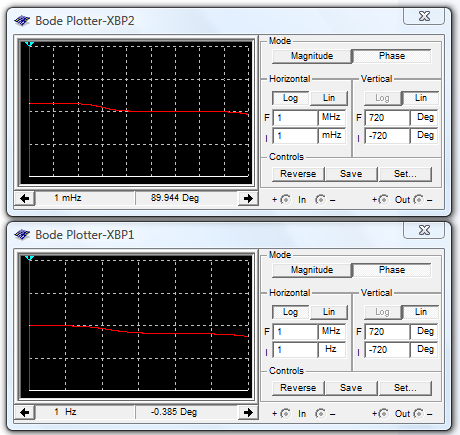 Bode Plotter-XBP2
Mode
Magnitude Phase
Horizontal Vertical
Log Lin Log Lin
F 1 MHz F 720 Deg
I 1 mHz I -720 Deg
Controls
Reverse Save Set...
1 mHz 89.944 Deg
+ In − + Out −
Bode Plotter-XBP1
Mode
Magnitude Phase
Horizontal Vertical
Log Lin Log Lin
F 1 MHz F 720 Deg
I 1 Hz I -720 Deg
Controls
Reverse Save Set...
1 Hz -0.385 Deg
+ In − + Out −